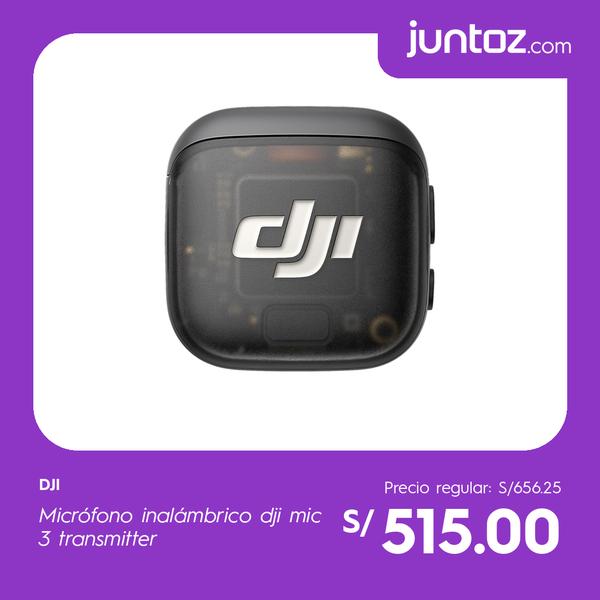 juntoz.com
dji
DJI
Micrófono inalámbrico dji mic
3 transmitter
Precio regular: S/656.25
S/ 515.00